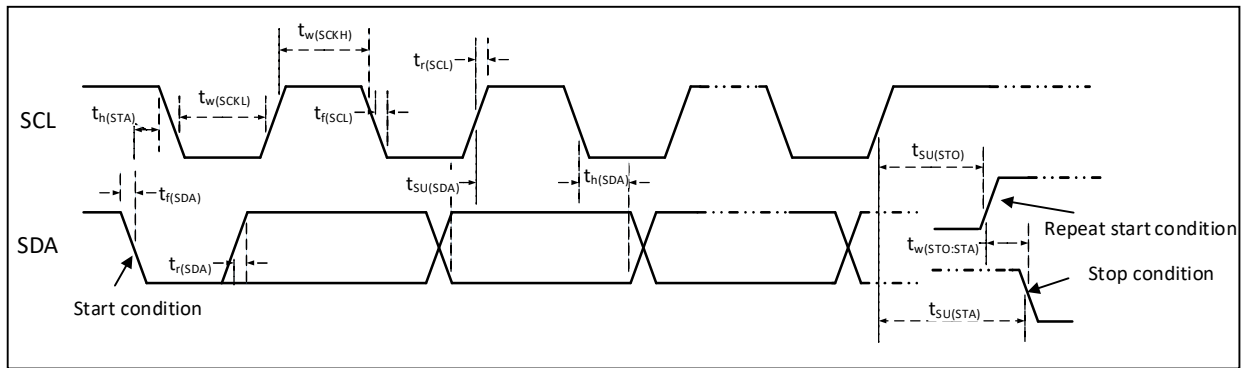 tw(SCKH)
tr(SCL)
tw(SCKL)
th(STA)
tf(SCL)
SCL
tSU(STO)
tSU(SDA)
th(SDA)
tf(SDA)
Repeat start condition
SDA
tw(STO:STA)
tr(SDA)
Stop condition
Start condition
tSU(STA)